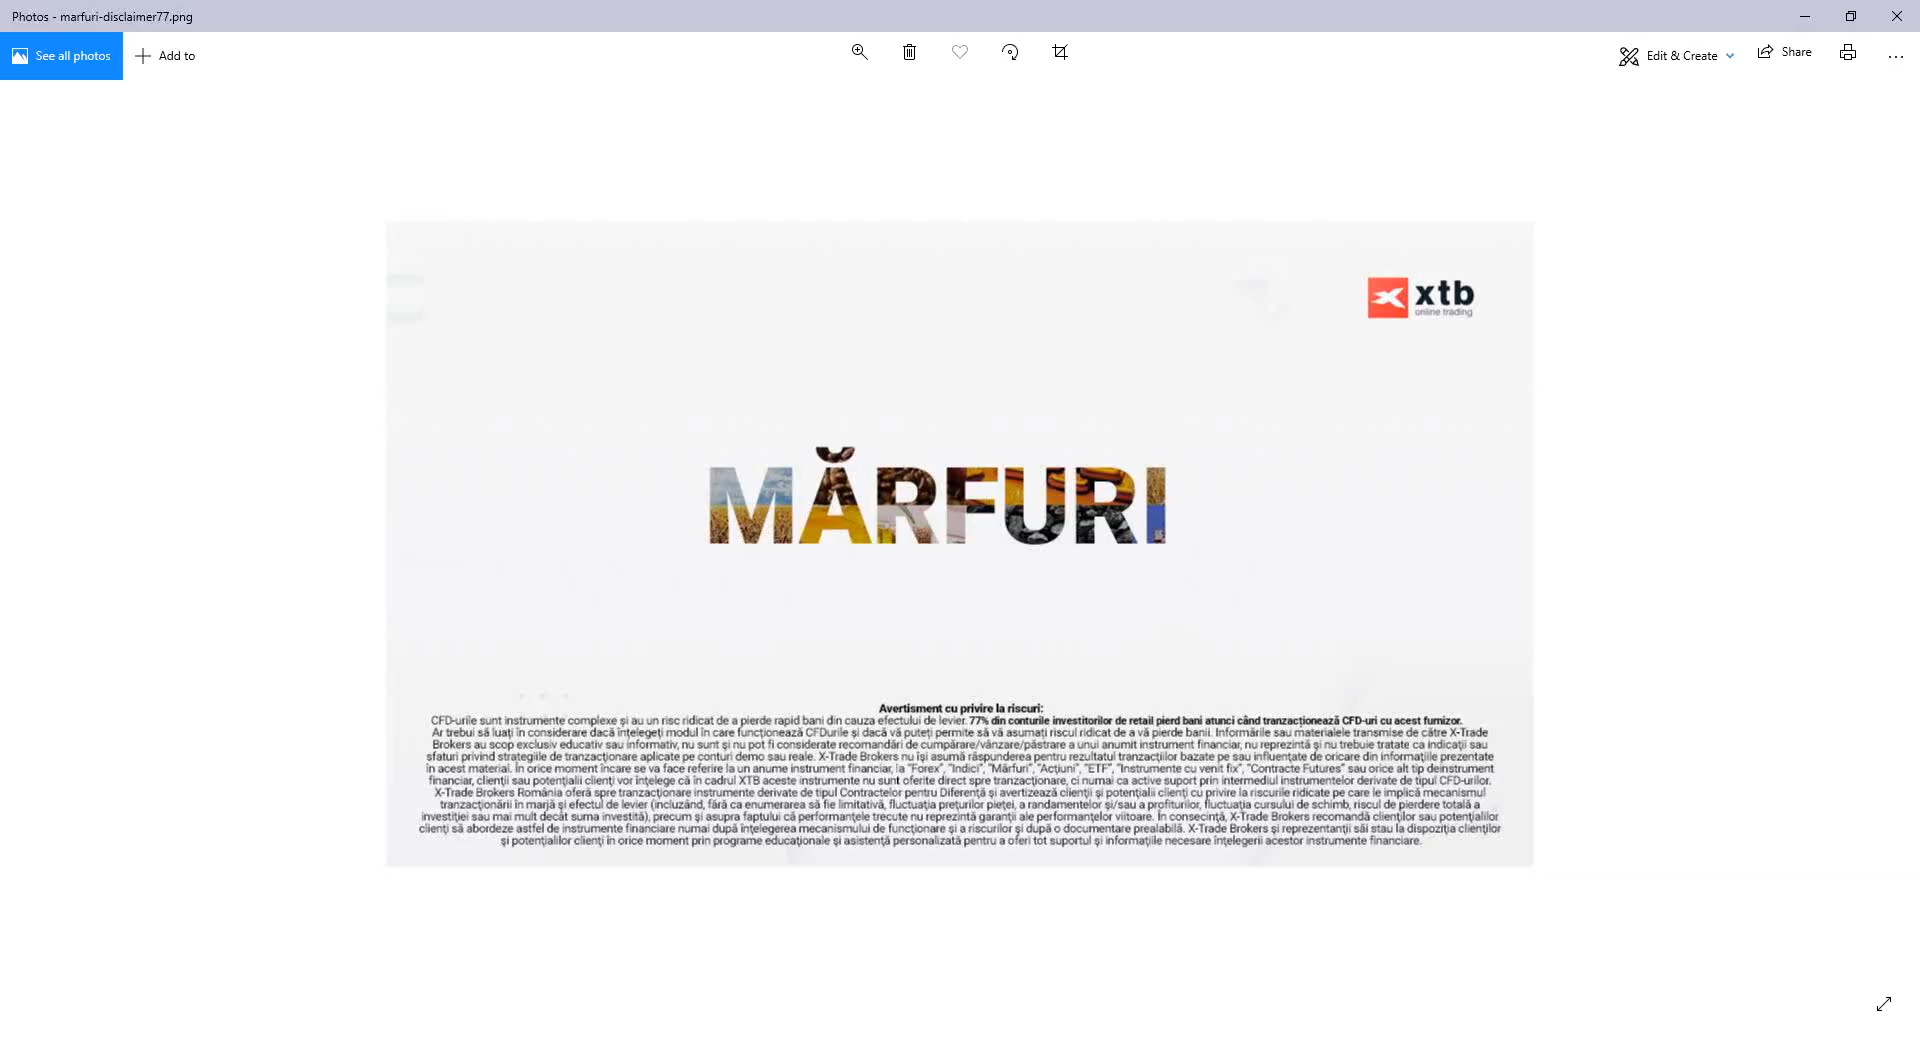 Photos - marfuri-disclaimer77.png
See all photos
Add to
Edit & Create
Share
xtb
online trading
MĂRFURI
Avertisment cu privire la riscuri:
CFD-urile sunt instrumente complexe și au un risc ridicat de a pierde rapid bani din cauza efectului de levier. 77% din conturile investitorilor de retail pierd bani atunci când tranzacționează CFD-uri cu acest furnizor.
Ar trebui să luați în considerare dacă înțelegeți modul în care funcționează CFDurile și dacă vă puteți permite să vă asumați riscul ridicat de a vă pierde banii. Informările sau materialele transmise de către X-Trade
Brokers au scop exclusiv educativ sau informativ, nu sunt și nu pot fi considerate recomandări de cumpărare/vânzare/păstrare a unui anumit instrument financiar, nu reprezintă și nu trebuie tratate ca indicații sau
sfaturi privind strategiile de tranzacționare aplicate pe conturi demo sau reale. X-Trade Brokers nu își asumă răspunderea pentru rezultatul tranzacțiilor bazate pe sau influențate de oricare din informațiile prezentate
în acest material. În orice moment încare se va face referire la un anume instrument financiar, la "Forex", "Indici", "Mărfuri", "Acțiuni", "ETF", "Instrumente cu venit fix", "Contracte Futures" sau orice alt tip deinstrument
financiar, clienții sau potențialii clienți vor înțelege că în cadrul XTB aceste instrumente nu sunt oferite direct spre tranzacționare, ci numai ca active suport prin intermediul instrumentelor derivate de tipul CFD-urilor.
X-Trade Brokers România oferă spre tranzacționare instrumente derivate de tipul Contractelor pentru Diferență și avertizează clienții și potențialii clienți cu privire la riscurile ridicate pe care le implică mecanismul
tranzacționării în marjă și efectul de levier (incluzând, fără ca enumerarea să fie limitativă, fluctuația prețurilor pieței, a randamentelor și/sau a profiturilor, fluctuația cursului de schimb, riscul de pierdere totală a
investiției sau mai mult decât suma investită), precum și asupra faptului că performanțele trecute nu reprezintă garanții ale performanțelor viitoare. În consecință, X-Trade Brokers recomandă clienților sau potențialilor
clienți să abordeze astfel de instrumente financiare numai după înțelegerea mecanismului de funcționare și a riscurilor și după o documentare prealabilă. X-Trade Brokers și reprezentanții săi stau la dispoziția clienților
și potențialilor clienți în orice moment prin programe educaționale și asistență personalizată pentru a oferi tot suportul și informațiile necesare înțelegerii acestor instrumente financiare.